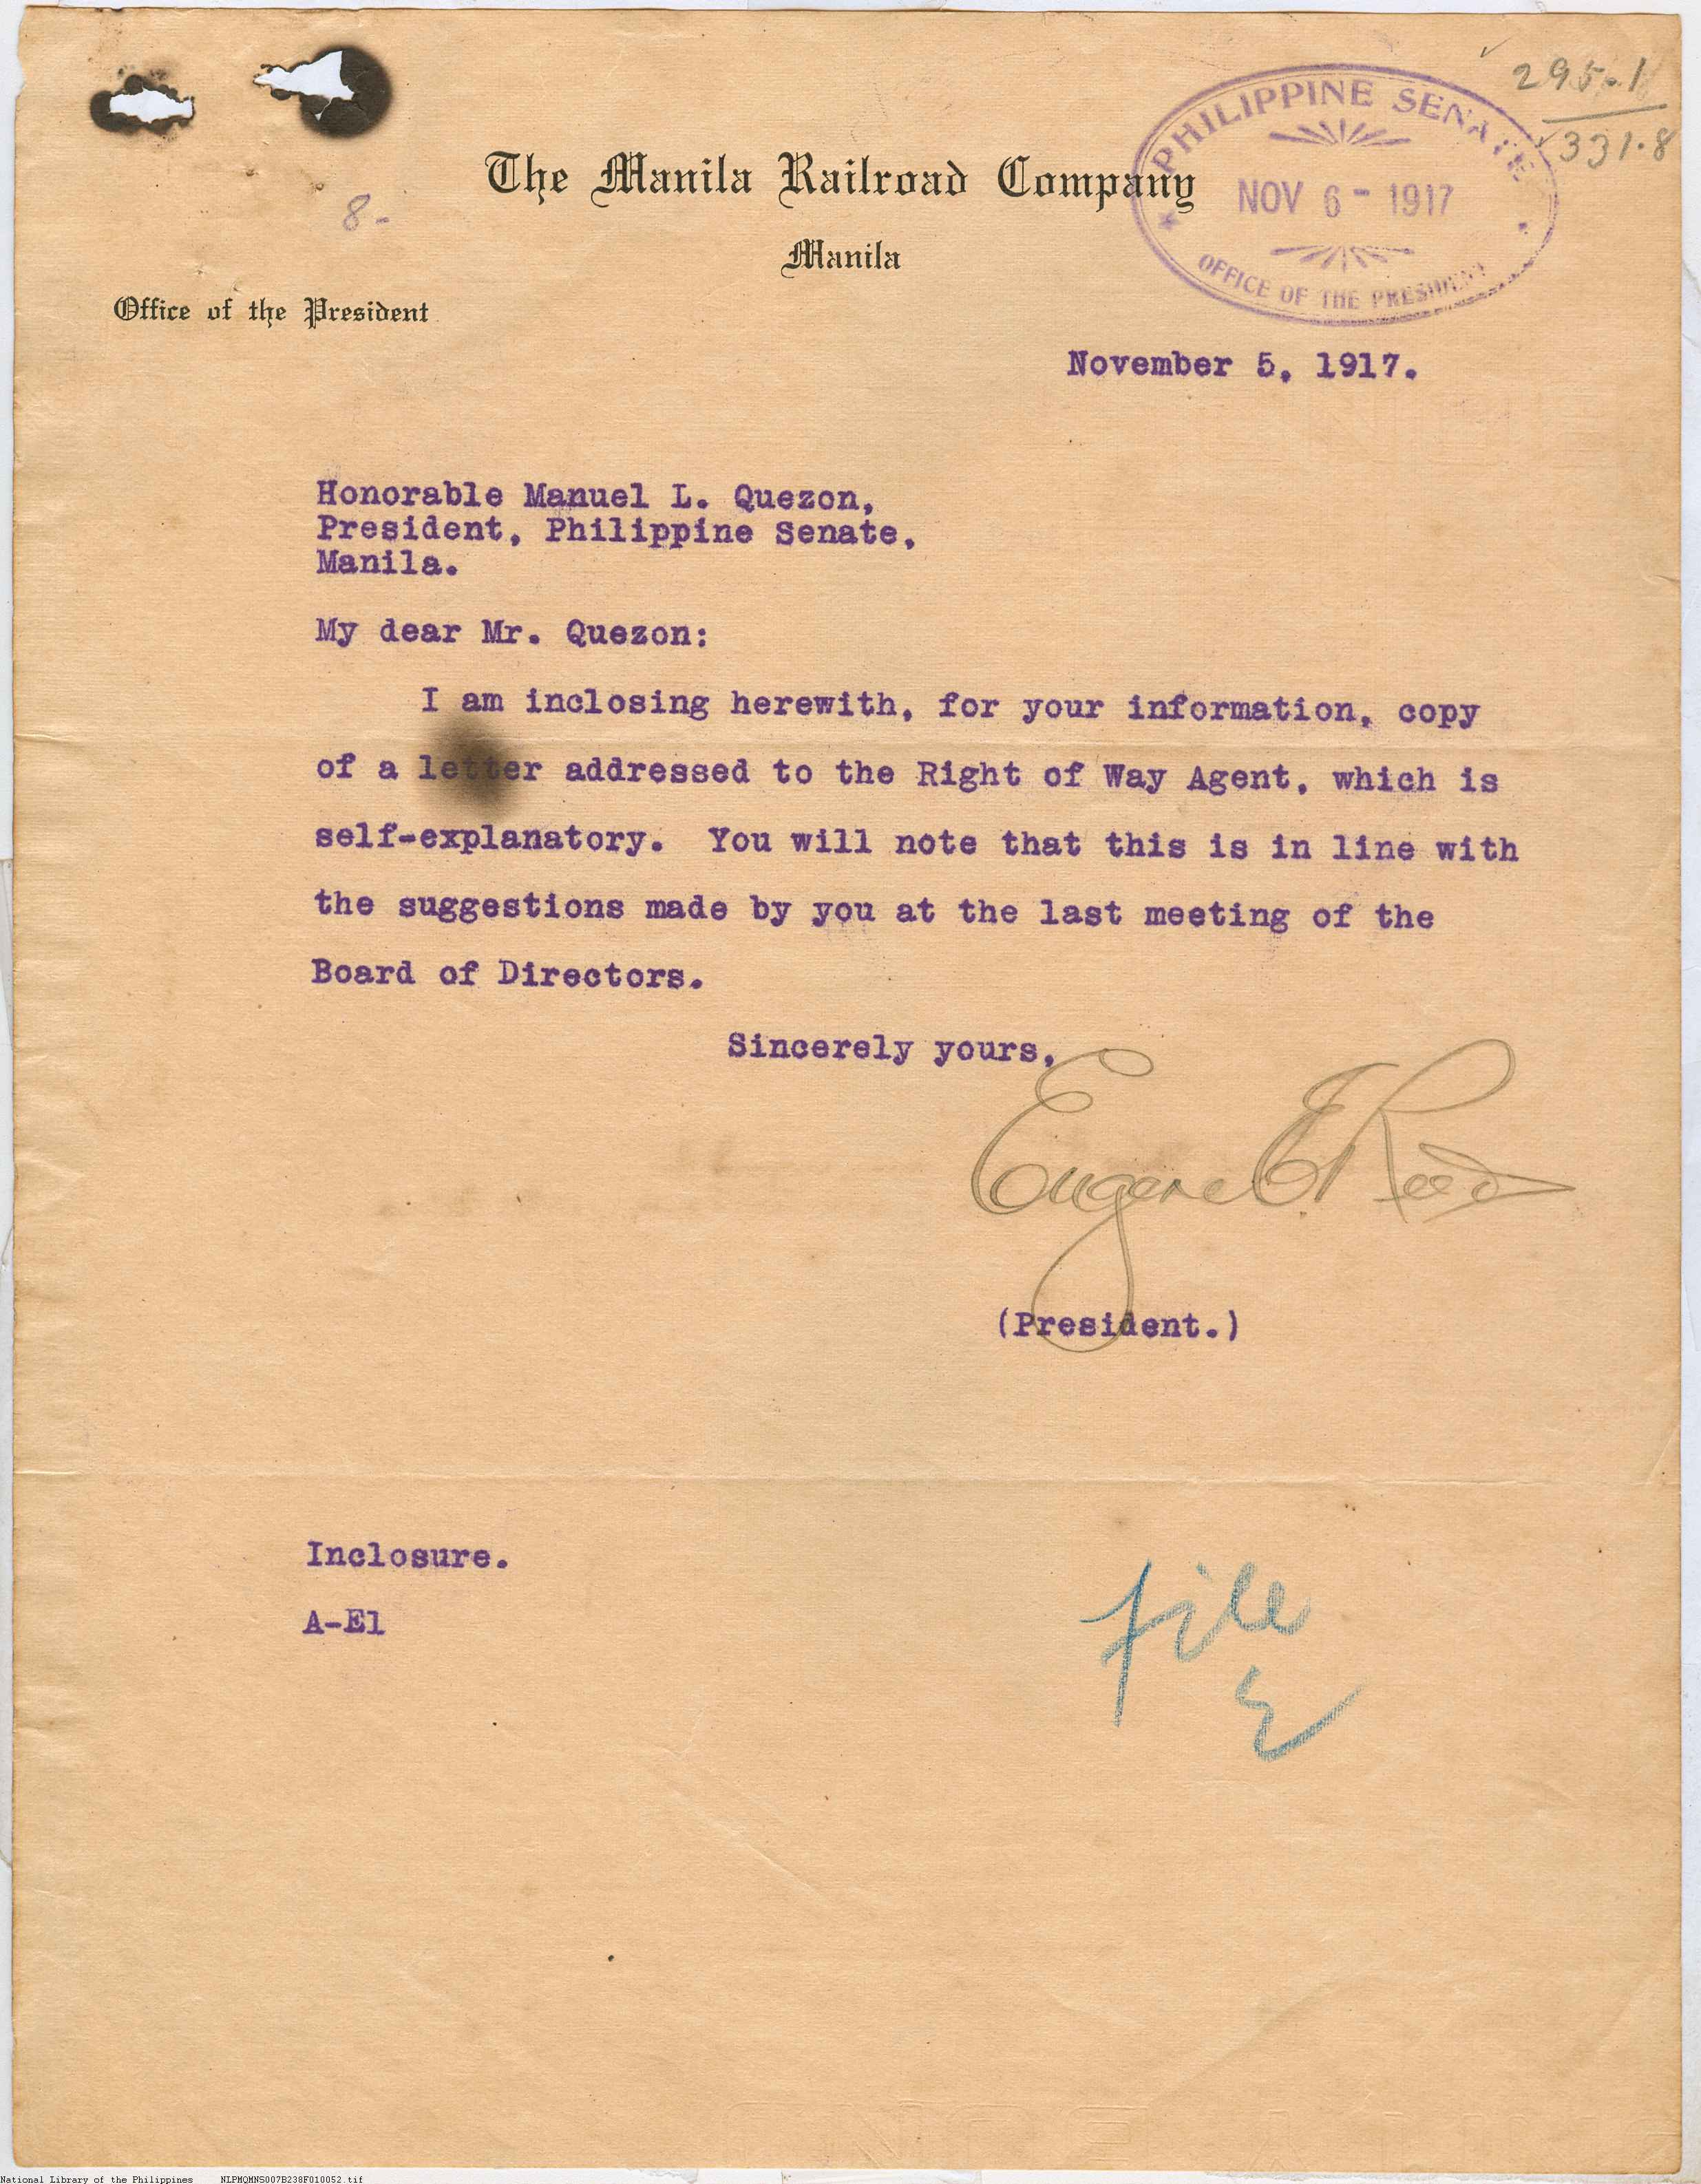 295.1
331.8
PHILIPPINE SENATE
NOV 6 - 1917
OFFICE OF THE PRESIDENT
The Manila Railroad Company
8-
Manila
Office of the President
November 5, 1917.
Honorable Manuel L. Quezon,
President, Philippine Senate,
Manila.
My dear Mr. Quezon:
I am inclosing herewith, for your information, copy
of a letter addressed to the Right of Way Agent, which is
self-explanatory. You will note that this is in line with
the suggestions made by you at the last meeting of the
Board of Directors.
Sincerely yours,
Eugene E Reed
(President.)
Inclosure.
A-El
file
National Library of the Philippines NLPMQMNS007B238F010052.tif